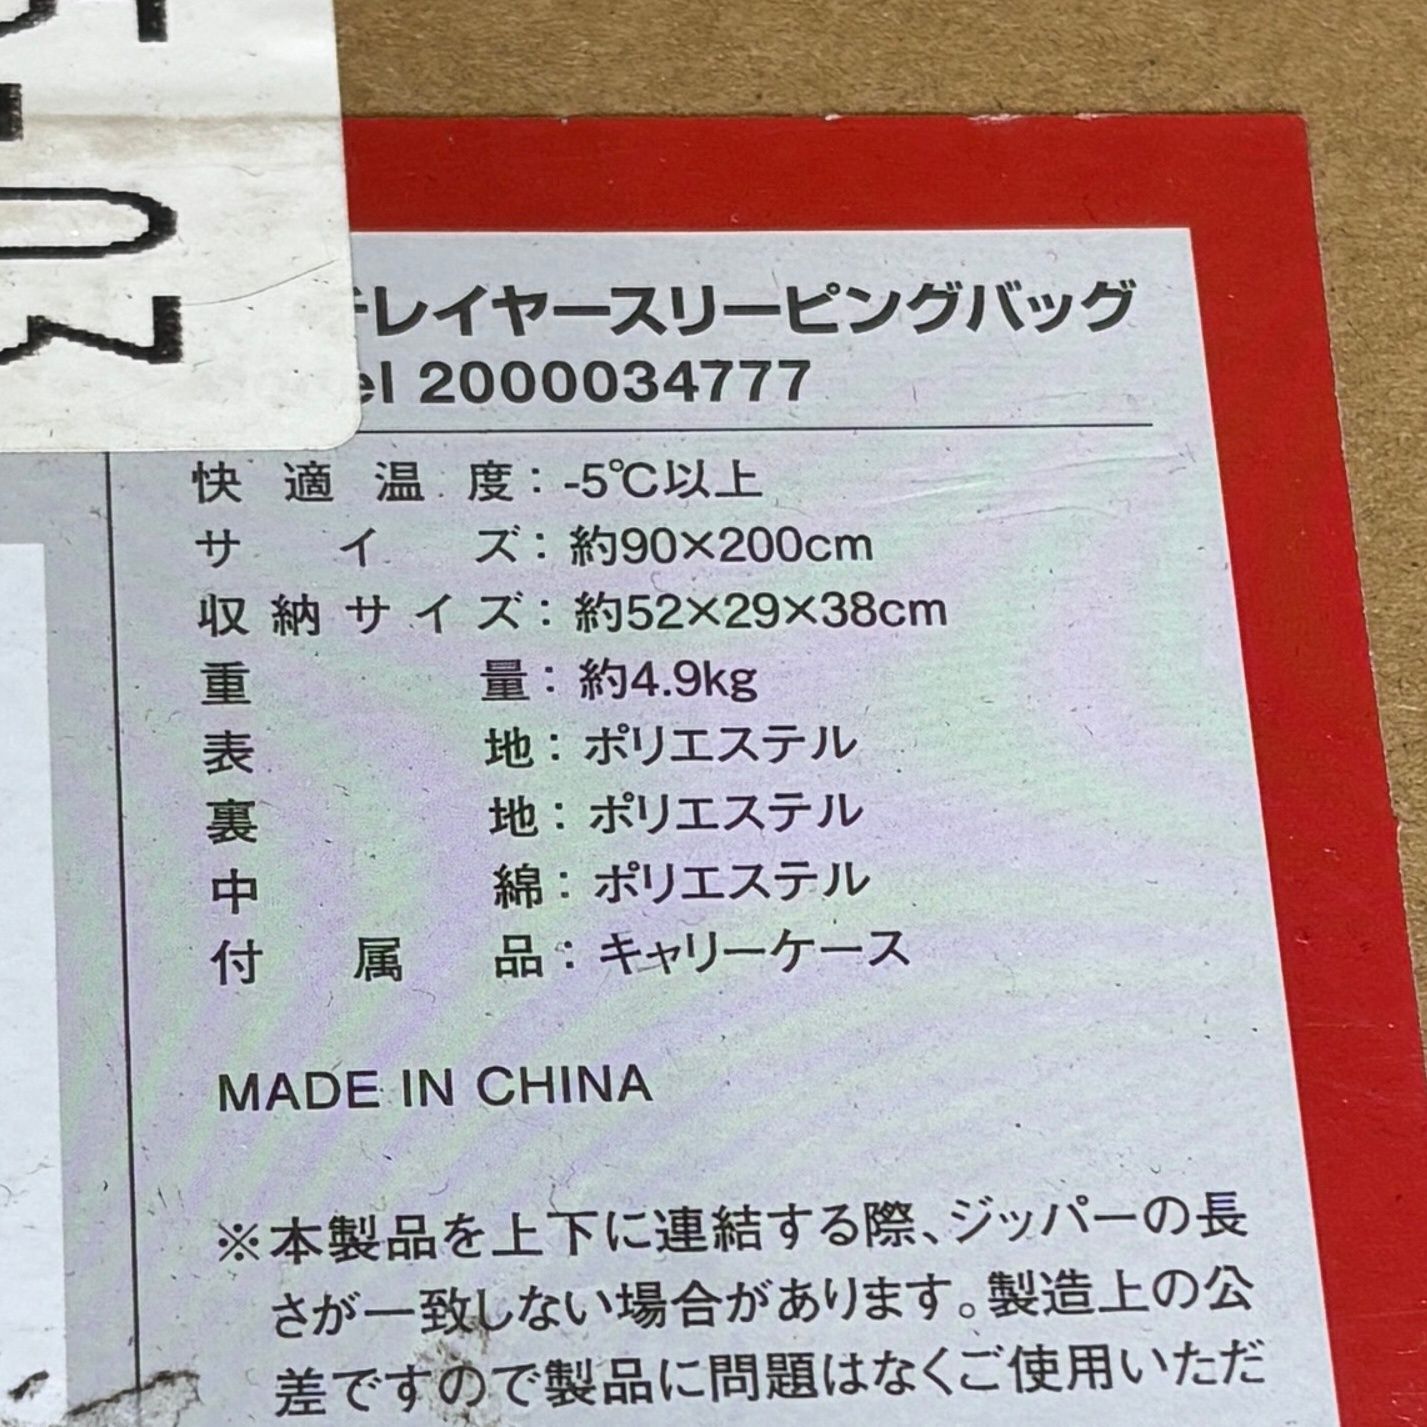 レイヤースリーピングバッグ
2000034777
快適温度：-5℃以上
サイズ：約90×200cm
収納サイズ：約52×29×38cm
重量：約4.9kg
表地：ポリエステル
裏地：ポリエステル
中綿：ポリエステル
付属品：キャリーケース
MADE IN CHINA
※本製品を上下に連結する際、ジッパーの長
さが一致しない場合があります。製造上の公
差ですので製品に問題はなくご使用いただ